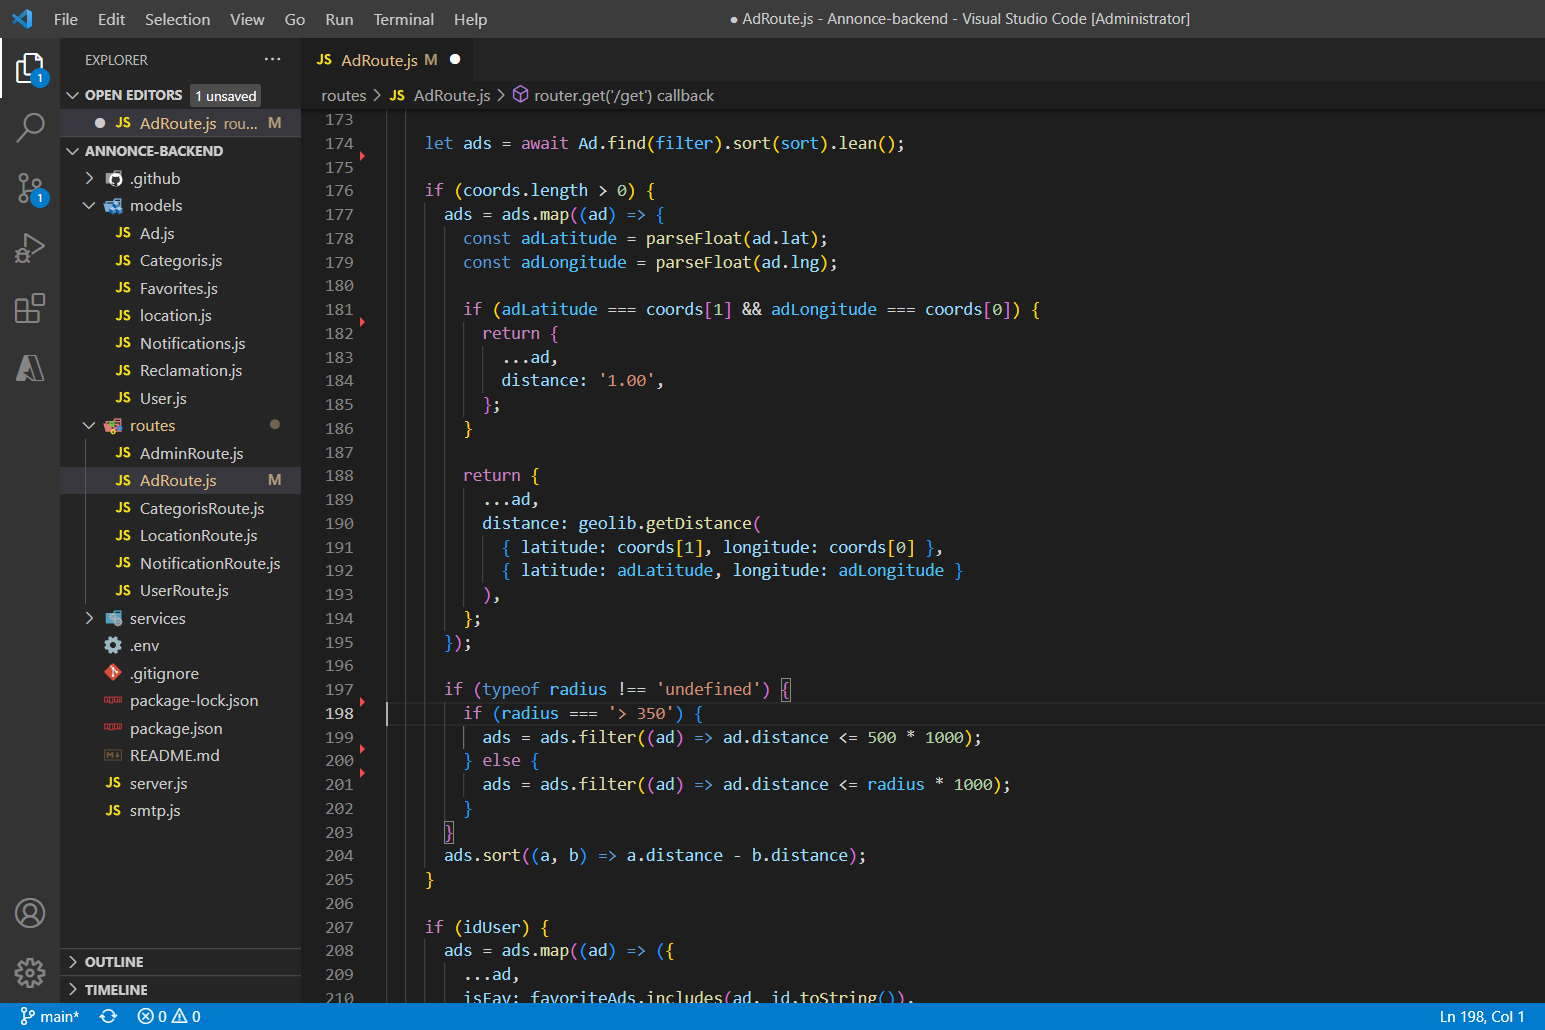 File Edit Selection View Go Run Terminal Help
● AdRoute.js - Annonce-backend - Visual Studio Code [Administrator]
EXPLORER ···
JS AdRoute.js M
OPEN EDITORS 1 unsaved
JS AdRoute.js rou... M
ANNONCE-BACKEND
.github
models
JS Ad.js
JS Categoris.js
JS Favorites.js
JS location.js
JS Notifications.js
JS Reclamation.js
JS User.js
routes
JS AdminRoute.js
JS AdRoute.js M
JS CategorisRoute.js
JS LocationRoute.js
JS NotificationRoute.js
JS UserRoute.js
services
.env
.gitignore
package-lock.json
package.json
README.md
JS server.js
JS smtp.js
OUTLINE
TIMELINE
1
1
routes > JS AdRoute.js > router.get('/get') callback
173
174 let ads = await Ad.find(filter).sort(sort).lean();
175
176 if (coords.length > 0) {
177 ads = ads.map((ad) => {
178 const adLatitude = parseFloat(ad.lat);
179 const adLongitude = parseFloat(ad.lng);
180
181 if (adLatitude === coords[1] && adLongitude === coords[0]) {
182 return {
183 ...ad,
184 distance: '1.00',
185 };
186 }
187
188 return {
189 ...ad,
190 distance: geolib.getDistance(
191 { latitude: coords[1], longitude: coords[0] },
192 { latitude: adLatitude, longitude: adLongitude }
193 ),
194 };
195 });
196
197 if (typeof radius !== 'undefined') {
198 if (radius === '> 350') {
199 ads = ads.filter((ad) => ad.distance <= 500 * 1000);
200 } else {
201 ads = ads.filter((ad) => ad.distance <= radius * 1000);
202 }
203 }
204 ads.sort((a, b) => a.distance - b.distance);
205 }
206
207 if (idUser) {
208 ads = ads.map((ad) => ({
209 ...ad,
210 isFav: favoriteAds.includes(ad._id.toString()),
main* 0 0
Ln 198, Col 1